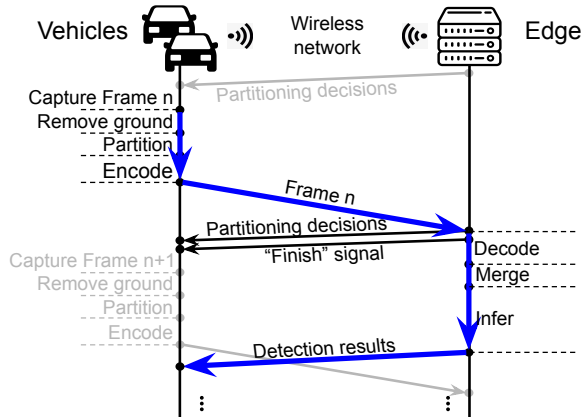 Vehicles
Wireless
network
Edge
Partitioning decisions
Capture Frame n
Remove ground
Partition
Encode
Frame n
Partitioning decisions
"Finish" signal
Decode
Capture Frame n+1
Merge
Remove ground
Partition
Infer
Encode
Detection results